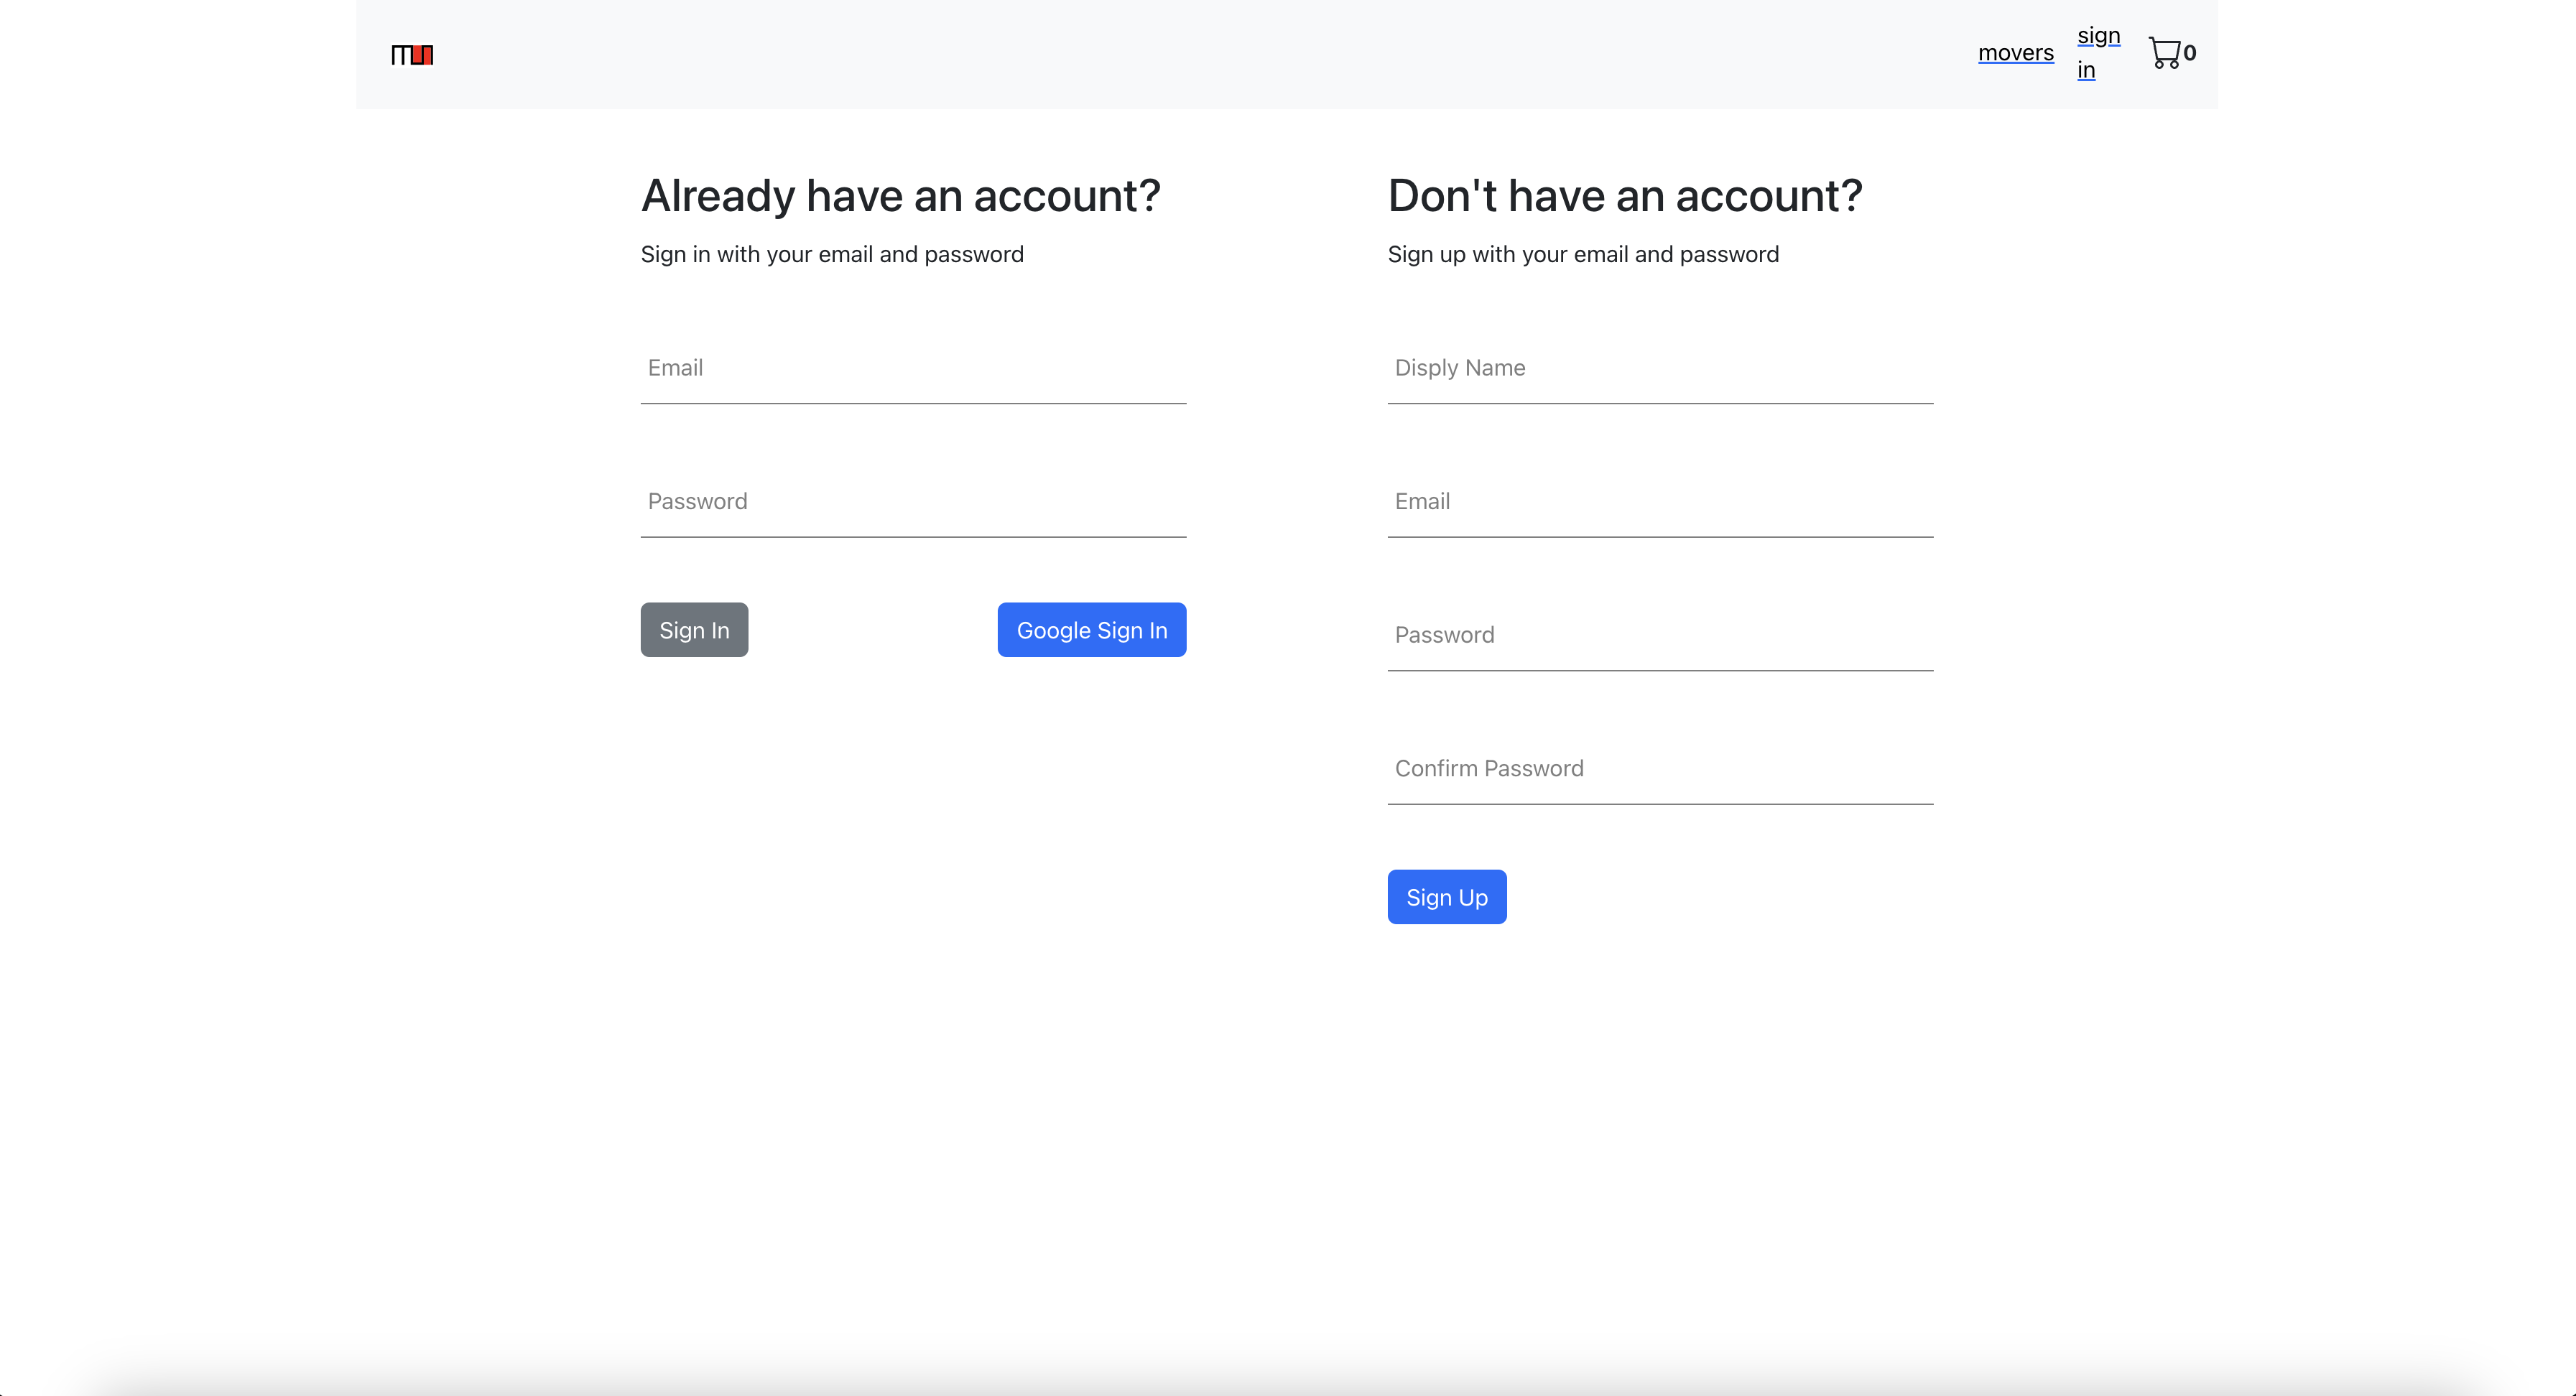 movers
sign
in
0
Already have an account?
Sign in with your email and password
Email
Password
Sign In
Google Sign In
Don't have an account?
Sign up with your email and password
Disply Name
Email
Password
Confirm Password
Sign Up